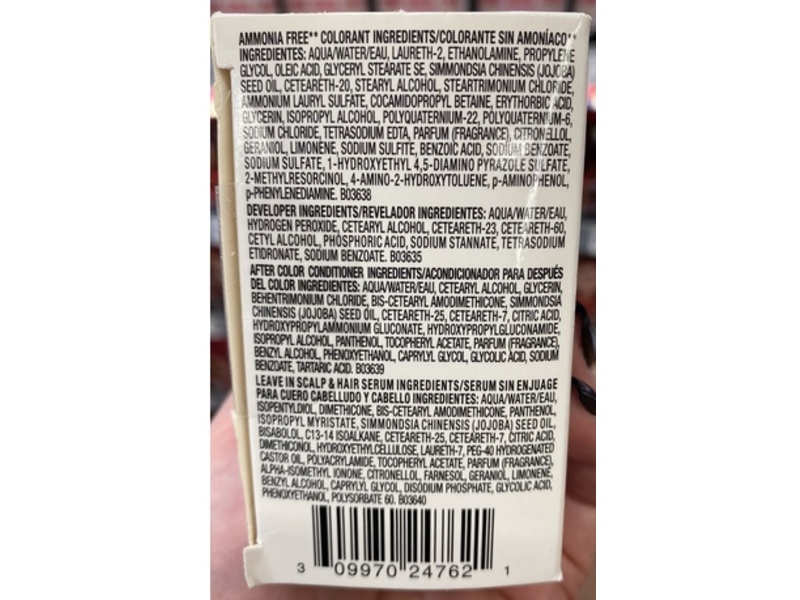 AMMONIA FREE** COLORANT INGREDIENTS/COLORANTE SIN AMONÍACO**
INGREDIENTES: AQUA/WATER/EAU, LAURETH-2, ETHANOLAMINE, PROPYLENE
GLYCOL, OLEIC ACID, GLYCERYL STEARATE SE, SIMMONDSIA CHINENSIS (JOJOBA)
SEED OIL, CETEARETH-20, STEARYL ALCOHOL, STEARTRIMONIUM CHLORIDE,
AMMONIUM LAURYL SULFATE, COCAMIDOPROPYL BETAINE, ERYTHORBIC ACID,
GLYCERIN, ISOPROPYL ALCOHOL, POLYQUATERNIUM-22, POLYQUATERNIUM-6,
SODIUM CHLORIDE, TETRASODIUM EDTA, PARFUM (FRAGRANCE), CITRONELLOL,
GERANIOL, LIMONENE, SODIUM SULFITE, BENZOIC ACID, SODIUM BENZOATE,
SODIUM SULFATE, 1-HYDROXYETHYL 4,5-DIAMINO PYRAZOLE SULFATE,
2-METHYLRESORCINOL, 4-AMINO-2-HYDROXYTOLUENE, p-AMINOPHENOL,
p-PHENYLENEDIAMINE. B03638
DEVELOPER INGREDIENTS/REVELADOR INGREDIENTES: AQUA/WATER/EAU,
HYDROGEN PEROXIDE, CETEARYL ALCOHOL, CETEARETH-23, CETEARETH-60,
CETYL ALCOHOL, PHOSPHORIC ACID, SODIUM STANNATE, TETRASODIUM
ETIDRONATE, SODIUM BENZOATE. B03635
AFTER COLOR CONDITIONER INGREDIENTS/ACONDICIONADOR PARA DESPUÉS
DEL COLOR INGREDIENTES: AQUA/WATER/EAU, CETEARYL ALCOHOL, GLYCERIN,
BEHENTRIMONIUM CHLORIDE, BIS-CETEARYL AMODIMETHICONE, SIMMONDSIA
CHINENSIS (JOJOBA) SEED OIL, CETEARETH-25, CETEARETH-7, CITRIC ACID,
HYDROXYPROPYLAMMONIUM GLUCONATE, HYDROXYPROPYLGLUCONAMIDE,
ISOPROPYL ALCOHOL, PANTHENOL, TOCOPHERYL ACETATE, PARFUM (FRAGRANCE),
BENZYL ALCOHOL, PHENOXYETHANOL, CAPRYLYL GLYCOL, GLYCOLIC ACID, SODIUM
BENZOATE, TARTARIC ACID. B03639
LEAVE IN SCALP & HAIR SERUM INGREDIENTS/SERUM SIN ENJUAGE
PARA CUERO CABELLUDO Y CABELLO INGREDIENTES: AQUA/WATER/EAU,
ISOPENTYLDIOL, DIMETHICONE, BIS-CETEARYL AMODIMETHICONE, PANTHENOL,
ISOPROPYL MYRISTATE, SIMMONDSIA CHINENSIS (JOJOBA) SEED OIL,
BISABOLOL, C13-14 ISOALKANE, CETEARETH-25, CETEARETH-7, CITRIC ACID,
DIMETHICONOL, HYDROXYETHYLCELLULOSE, LAURETH-7, PEG-40 HYDROGENATED
CASTOR OIL, POLYACRYLAMIDE, TOCOPHERYL ACETATE, PARFUM (FRAGRANCE),
ALPHA-ISOMETHYL IONONE, CITRONELLOL, FARNESOL, GERANIOL, LIMONENE,
BENZYL ALCOHOL, CAPRYLYL GLYCOL, DISODIUM PHOSPHATE, GLYCOLIC ACID,
PHENOXYETHANOL, POLYSORBATE 60. B03640
3 09970 24762 1